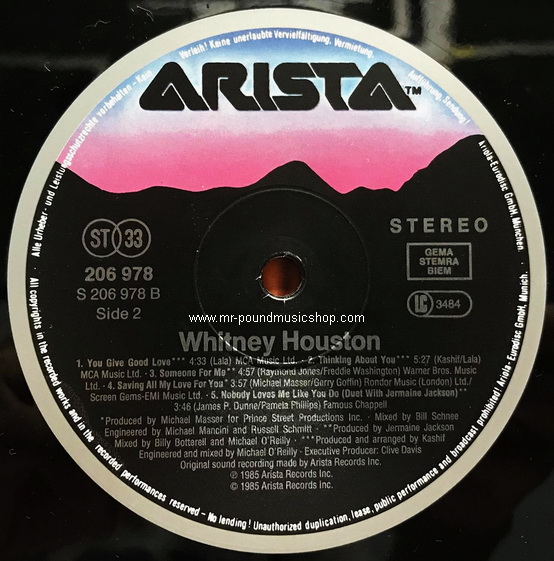 Alle Urheber- und Leistungsschutzrechte vorbehalten - Kein Verleih! Keine unerlaubte Vervielfältigung, Vermietung, Aufführung, Sendung!
ARISTA™
Ariola-Eurodisc GmbH, München.
ST 33
STEREO
206 978
S 206 978 B
Side 2
GEMA
STEMRA
BIEM
LC 3484
www.mr-poundmusicshop.com
Whitney Houston
1. You Give Good Love*** 4:33 (Lala) MCA Music Ltd. · 2. Thinking About You*** 5:27 (Kashif/Lala)
MCA Music Ltd. · 3. Someone For Me** 4:57 (Raymond Jones/Freddie Washington) Warner Bros. Music
Ltd. · 4. Saving All My Love For You* 3:57 (Michael Masser/Gerry Goffin) Rondor Music (London) Ltd./
Screen Gems-EMI Music Ltd. · 5. Nobody Loves Me Like You Do (Duet With Jermaine Jackson)**
3:46 (James P. Dunne/Pamela Phillips) Famous Chappell
*Produced by Michael Masser for Prince Street Productions Inc. · Mixed by Bill Schnee
Engineered by Michael Mancini and Russell Schmitt · **Produced by Jermaine Jackson
Mixed by Billy Bottarell and Michael O'Reilly · ***Produced and arranged by Kashif
Engineered and mixed by Michael O'Reilly · Executive Producer: Clive Davis
Original sound recording made by Arista Records Inc.
℗ 1985 Arista Records Inc.
© 1985 Arista Records Inc.
All copyrights in the recorded works and in the recorded performances reserved – No lending! Unauthorized duplication, lease, public performance and broadcast prohibited! Ariola-Eurodisc GmbH, Munich.